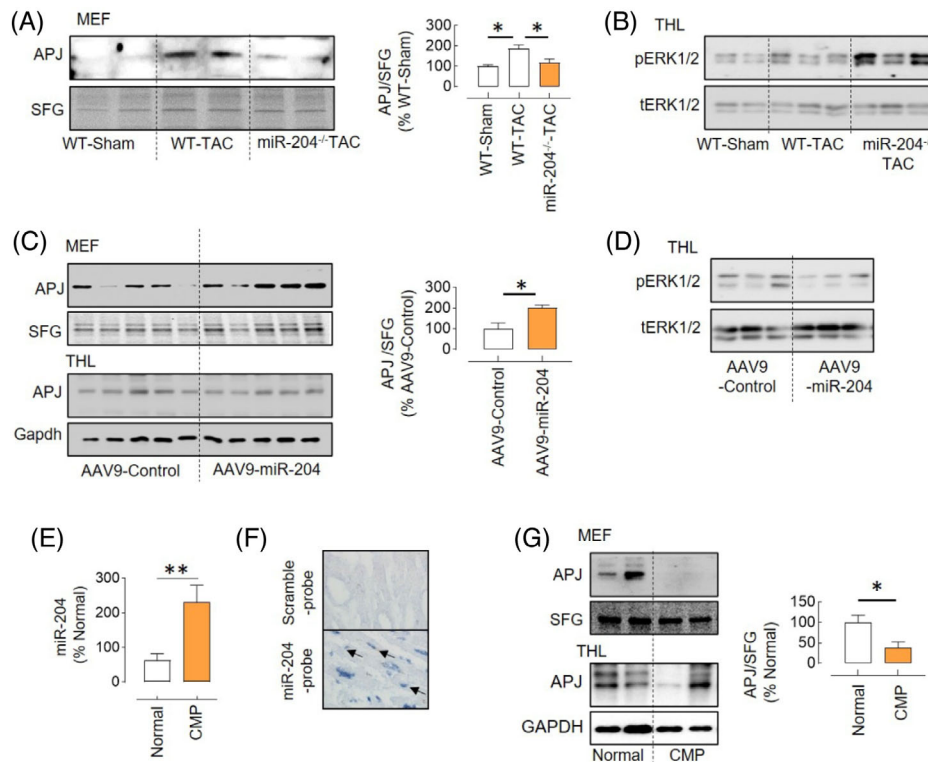 (A) MEF
APJ
SFG
WT-Sham WT-TAC miR-204-/-TAC
APJ/SFG
(% WT-Sham)
300
200
100
0
* *
WT-Sham
WT-TAC
miR-204-/-TAC
(B) THL
pERK1/2
tERK1/2
WT-Sham WT-TAC miR-204-/
TAC
(C)
MEF
APJ
SFG
THL
APJ
Gapdh
AAV9-Control AAV9-miR-204
APJ /SFG
(% AAV9-Control)
300
200
100
0
*
AAV9-Control
AAV9-miR-204
(D) THL
pERK1/2
tERK1/2
AAV9
-Control
AAV9
-miR-204
(E)
miR-204
(% Normal)
300
200
100
0
**
Normal
CMP
(F)
Scramble
-probe
miR-204
-probe
(G) MEF
APJ
SFG
THL
APJ
GAPDH
Normal CMP
APJ/SFG
(% Normal)
150
100
50
0
*
Normal
CMP